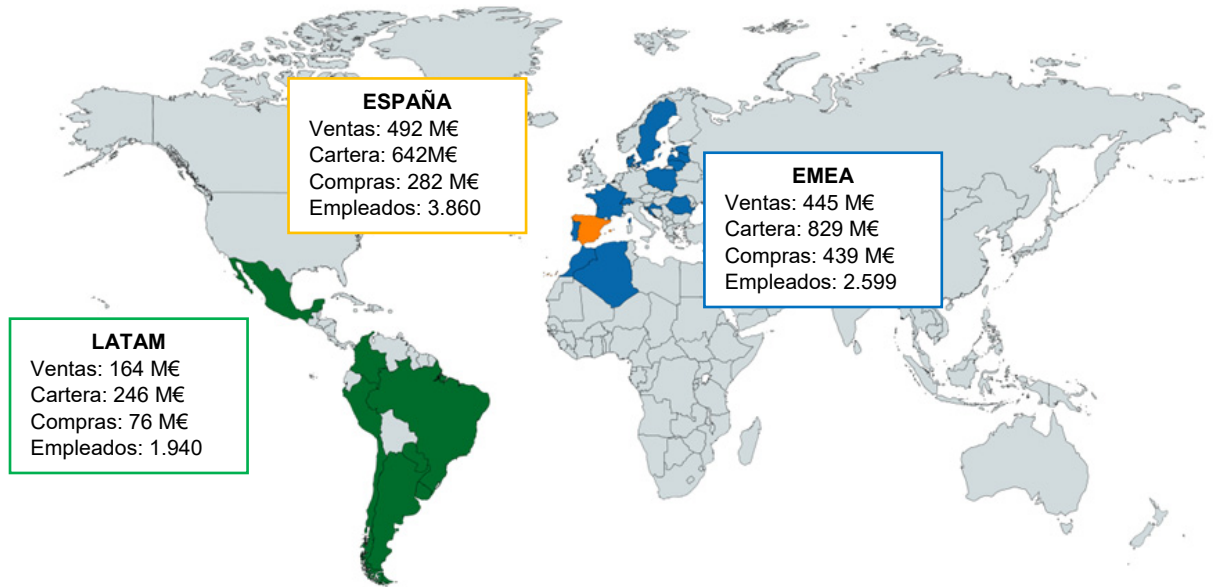 ESPAÑA
Ventas: 492 M€
Cartera: 642M€
Compras: 282 M€
Empleados: 3.860
EMEA
Ventas: 445 M€
Cartera: 829 M€
Compras: 439 M€
Empleados: 2.599
LATAM
Ventas: 164 M€
Cartera: 246 M€
Compras: 76 M€
Empleados: 1.940